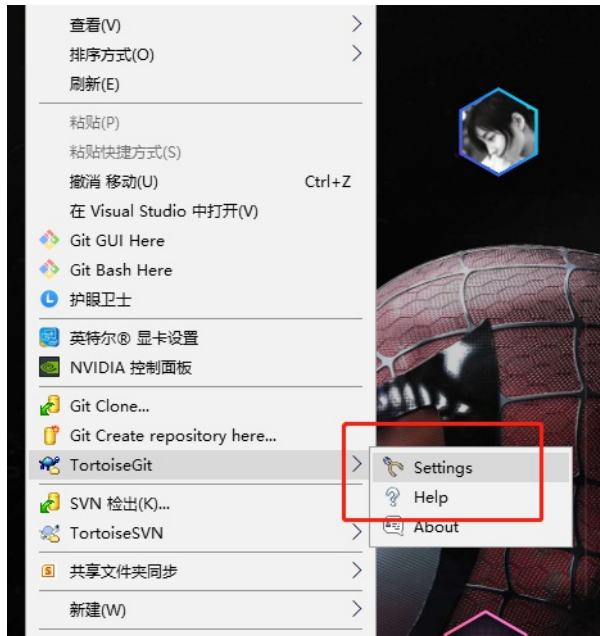 查看(V)
排序方式(O)
刷新(E)
粘贴(P)
粘贴快捷方式(S)
撤消 移动(U) Ctrl+Z
在 Visual Studio 中打开(V)
Git GUI Here
Git Bash Here
护眼卫士
英特尔® 显卡设置
NVIDIA 控制面板
Git Clone...
Git Create repository here...
TortoiseGit
Settings
Help
About
SVN 检出(K)...
TortoiseSVN
共享文件夹同步
新建(W)